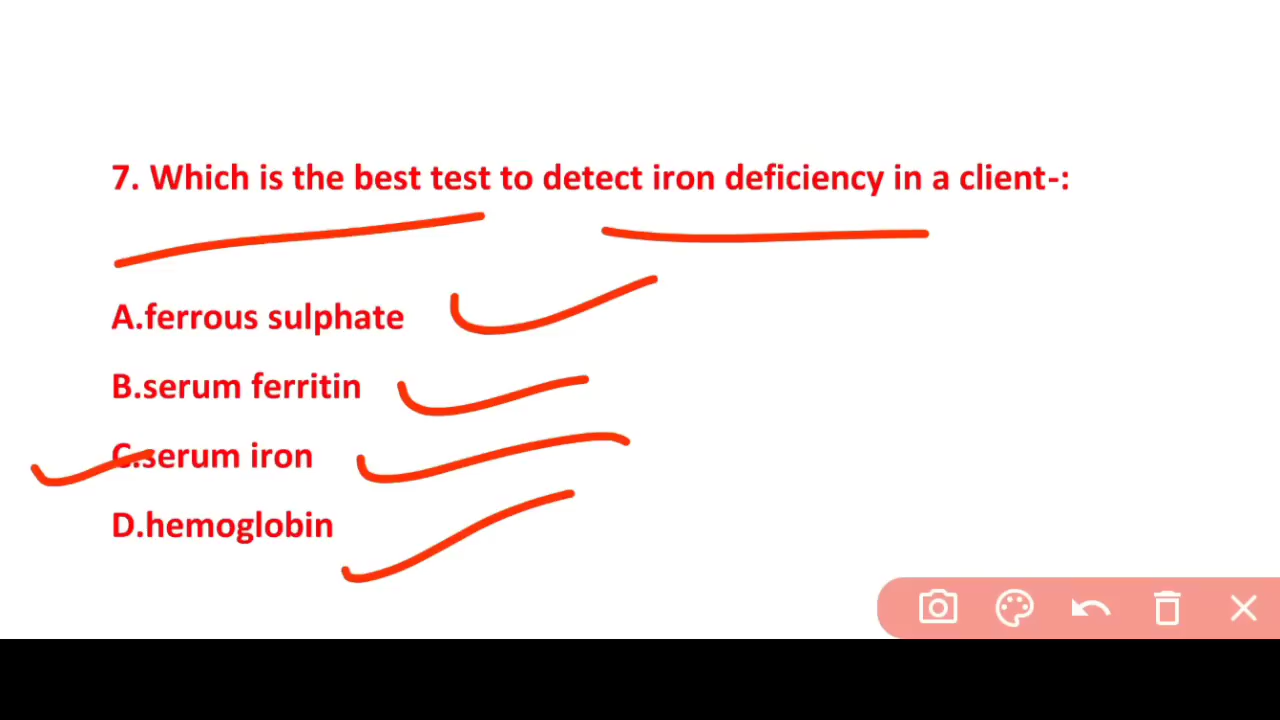 7. Which is the best test to detect iron deficiency in a client-:
A.ferrous sulphate
B.serum ferritin
C.serum iron
D.hemoglobin